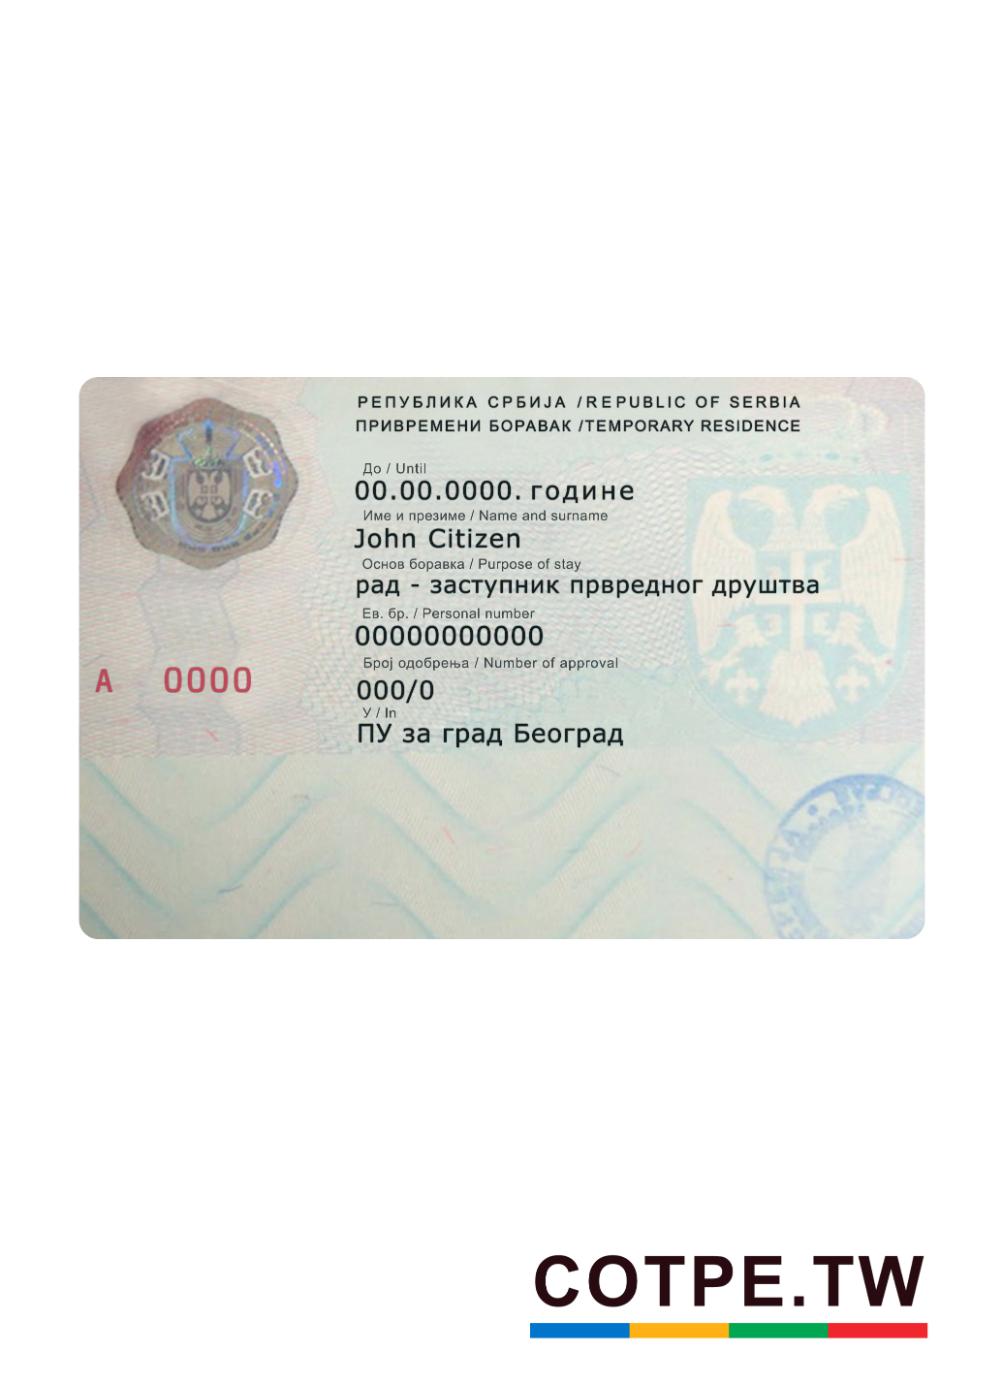 РЕПУБЛИКА СРБИЈА /REPUBLIC OF SERBIA
ПРИВРЕМЕНИ БОРАВАК /TEMPORARY RESIDENCE
До / Until
00.00.0000. године
Име и презиме / Name and surname
John Citizen
Основ боравка / Purpose of stay
рад - заступник првредног друштва
Ев. бр. / Personal number
00000000000
Број одобрења / Number of approval
A 0000
000/0
У / In
ПУ за град Београд
COTPE.TW